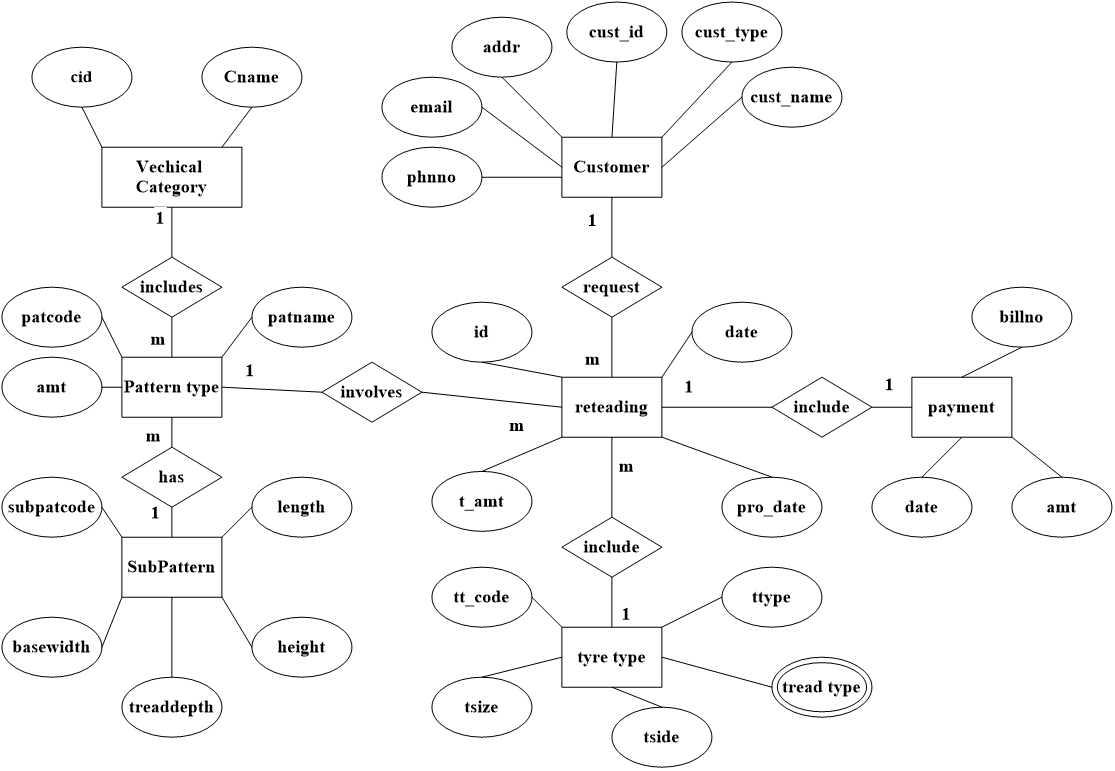 cust_id
cust_type
addr
cid
Cname
email
cust_name
Vechical
Category
Customer
phnno
1
1
includes
request
patcode
patname
id
date
billno
m
m
1
1
1
amt
Pattern type
involves
reteading
include
payment
m
m
has
m
subpatcode
length
t_amt
pro_date
date
amt
1
include
SubPattern
tt_code
ttype
1
basewidth
height
tyre type
tread type
treaddepth
tsize
tside